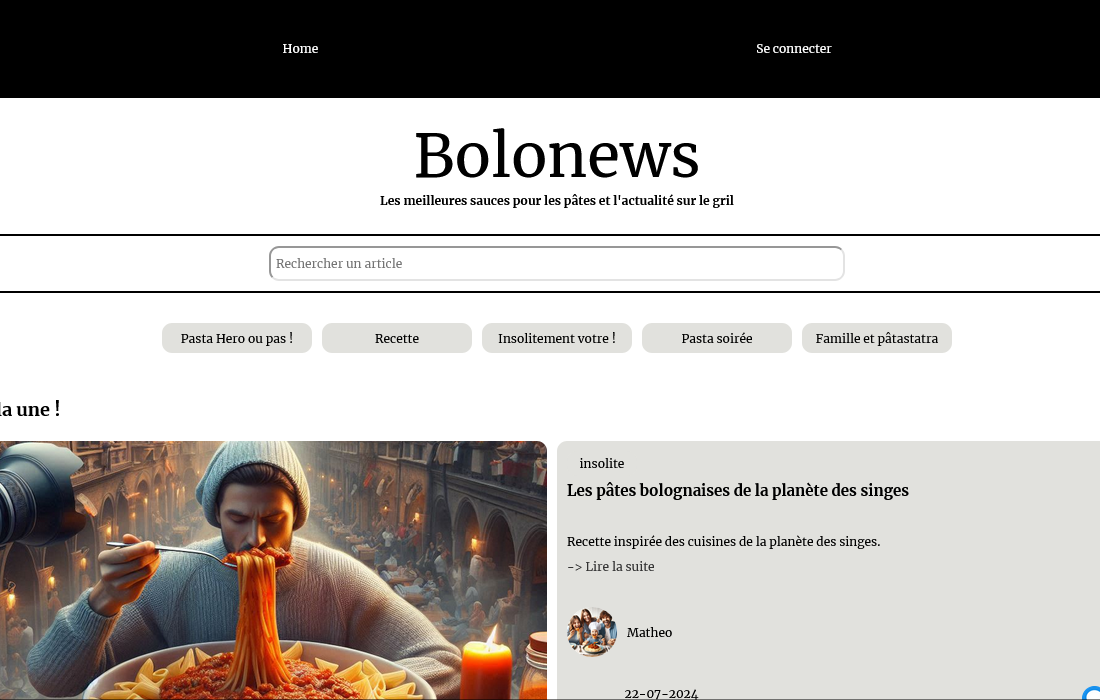 Home
Se connecter
Bolonews
Les meilleures sauces pour les pâtes et l'actualité sur le gril
Rechercher un article
Pasta Hero ou pas !
Recette
Insolitement votre !
Pasta soirée
Famille et pâtastatra
la une !
insolite
Les pâtes bolognaises de la planète des singes
Recette inspirée des cuisines de la planète des singes.
-> Lire la suite
Matheo
22-07-2024